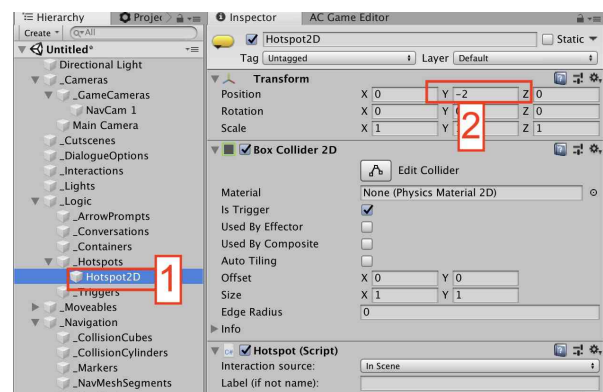 Hierarchy
Project
Create
All
Untitled*
Directional Light
_Cameras
_GameCameras
NavCam 1
Main Camera
_Cutscenes
_DialogueOptions
_Interactions
_Lights
_Logic
_ArrowPrompts
_Conversations
_Containers
_Hotspots
Hotspot2D
1
_Triggers
_Moveables
_Navigation
_CollisionCubes
_CollisionCylinders
_Markers
_NavMeshSegments
Inspector AC Game Editor
Hotspot2D Static
Tag Untagged Layer Default
Transform
Position X 0 Y -2 Z 0
Rotation X 0 Y Z 0
Scale X 1 Y Z 1
2
Box Collider 2D
Edit Collider
Material None (Physics Material 2D)
Is Trigger
Used By Effector
Used By Composite
Auto Tiling
Offset X 0 Y 0
Size X 1 Y 1
Edge Radius 0
Info
Hotspot (Script)
Interaction source: In Scene
Label (if not name):